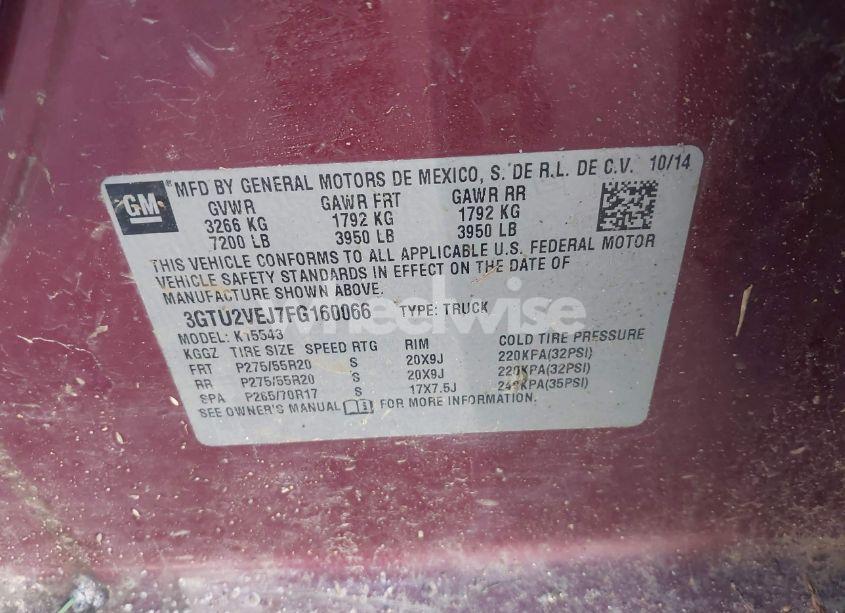 GM
MFD BY GENERAL MOTORS DE MEXICO, S. DE R.L. DE C.V. 10/14
GVWR GAWR FRT GAWR RR
3266 KG 1792 KG 1792 KG
7200 LB 3950 LB 3950 LB
THIS VEHICLE CONFORMS TO ALL APPLICABLE U.S. FEDERAL MOTOR
VEHICLE SAFETY STANDARDS IN EFFECT ON THE DATE OF
MANUFACTURE SHOWN ABOVE.
3GTU2VEJ7FG160066 TYPE: TRUCK
wheelwise
MODEL: K15543
KGGZ TIRE SIZE SPEED RTG RIM COLD TIRE PRESSURE
FRT P275/55R20 S 20X9J 220KPA(32PSI)
RR P275/55R20 S 20X9J 220KPA(32PSI)
SPA P265/70R17 S 17X7.5J 240KPA(35PSI)
SEE OWNER'S MANUAL FOR MORE INFORMATION.